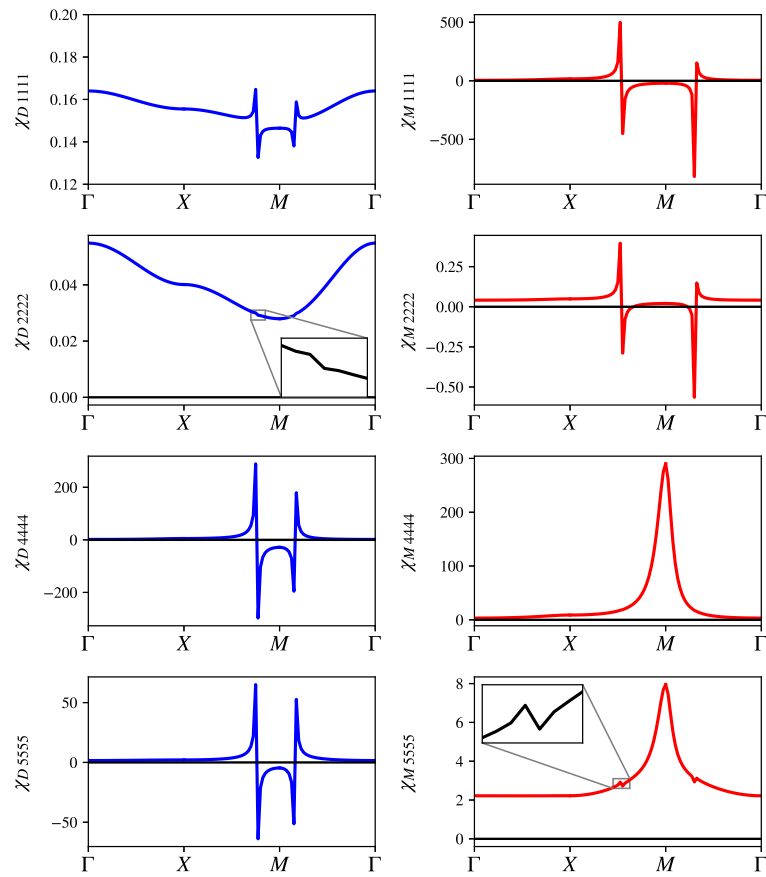 0.20
0.18
0.16
0.14
0.12
χD 1111
Γ X M Γ
500
0
−500
χM 1111
Γ X M Γ
0.04
0.02
0.00
χD 2222
Γ X M Γ
0.25
0.00
−0.25
−0.50
χM 2222
Γ X M Γ
200
0
−200
χD 4444
Γ X M Γ
300
200
100
0
χM 4444
Γ X M Γ
50
0
−50
χD 5555
Γ X M Γ
8
6
4
2
0
χM 5555
Γ X M Γ